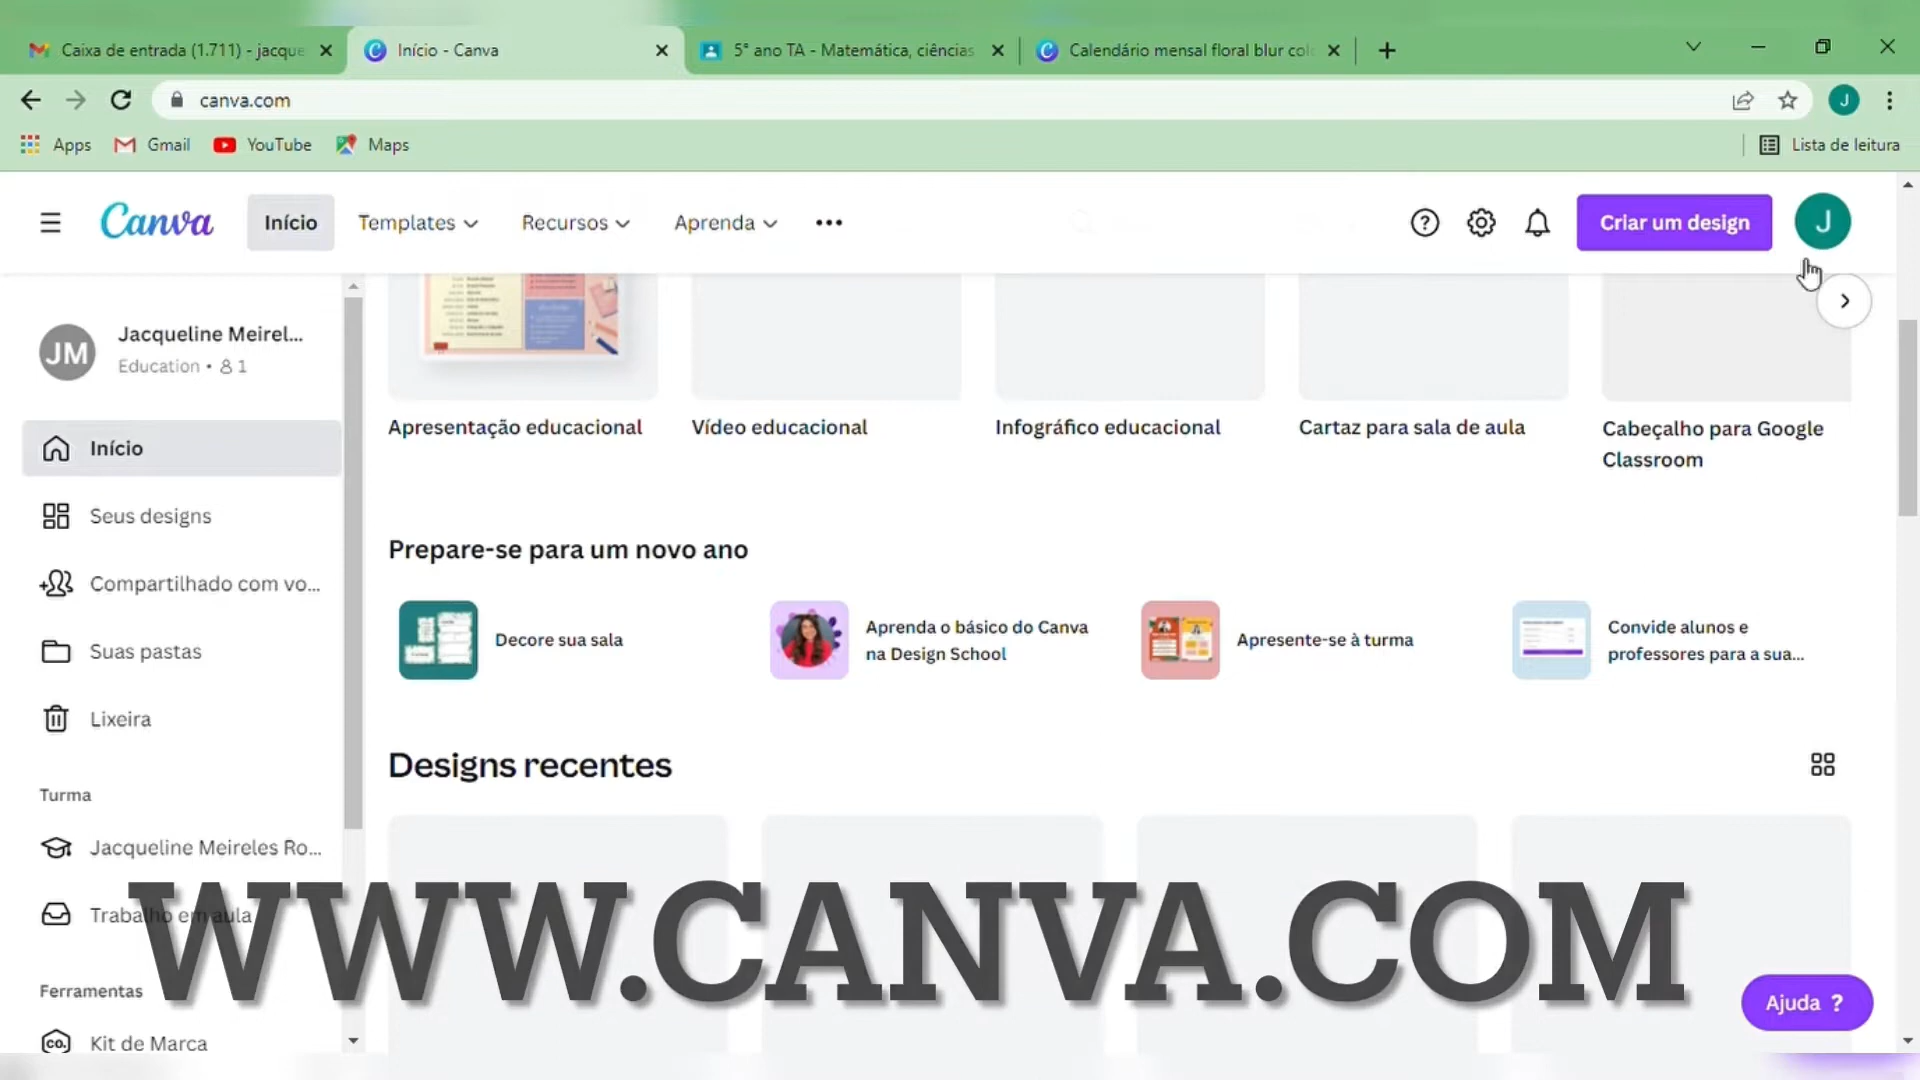 Caixa de entrada (1.711) - jacque
Início - Canva
5° ano TA - Matemática, ciências
Calendário mensal floral blur col
canva.com
J
Apps
Gmail
YouTube
Maps
Lista de leitura
Canva
Início
Templates
Recursos
Aprenda
Criar um design
J
JM
Jacqueline Meirel...
Education • 1
Início
Seus designs
Compartilhado com vo...
Suas pastas
Lixeira
Turma
Jacqueline Meireles Ro...
Trabalho em aula
Ferramentas
Kit de Marca
Apresentação educacional
Vídeo educacional
Infográfico educacional
Cartaz para sala de aula
Cabeçalho para Google
Classroom
Prepare-se para um novo ano
Decore sua sala
Aprenda o básico do Canva
na Design School
Apresente-se à turma
Convide alunos e
professores para a sua...
Designs recentes
WWW.CANVA.COM
Ajuda ?